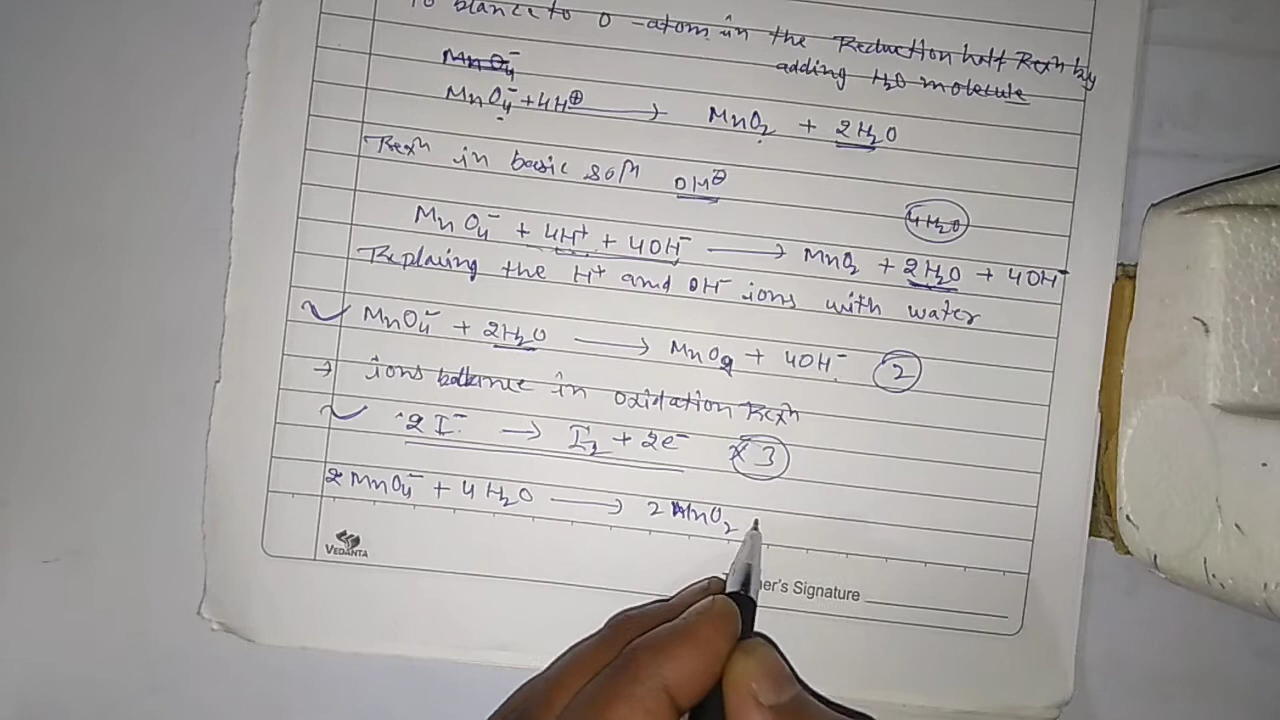 To blance to O -atom in the Reduction half Rexn by
adding H₂O molecule
MnO₄⁻
MnO₄⁻ + 4H⊕ → MnO₂ + 2H₂O
Rexn in basic soln OH⊖
4H₂O
MnO₄⁻ + 4H⁺ + 4OH⁻ → MnO₂ + 2H₂O + 4OH⁻
Replacing the H⁺ and OH⁻ ions with water
MnO₄⁻ + 2H₂O → MnO₂ + 4OH⁻ 2
→ ions balance in oxidation Rexn
2I⁻ → I₂ + 2e⁻ ×3
2MnO₄⁻ + 4H₂O → 2MnO₂
VEDANTA
er's Signature